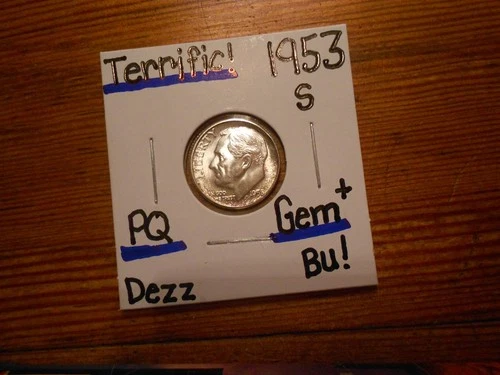 Terrific! 1953
S
LIBERTY
PQ Gem+
Bu!
Dezz